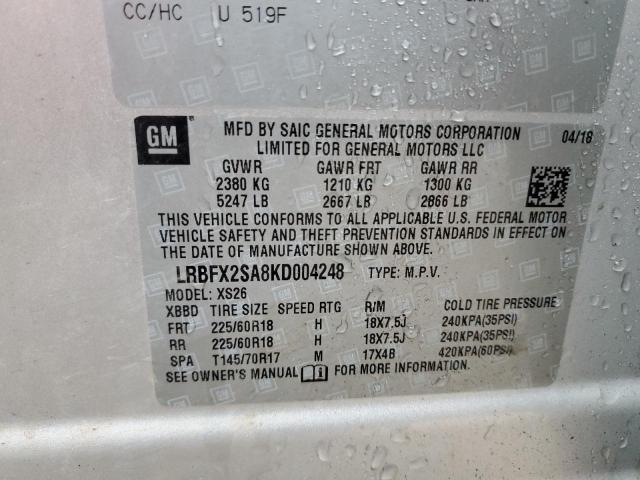 CC/HC U 519F
GM
MFD BY SAIC GENERAL MOTORS CORPORATION 04/18
LIMITED FOR GENERAL MOTORS LLC
GVWR GAWR FRT GAWR RR
2380 KG 1210 KG 1300 KG
5247 LB 2667 LB 2866 LB
THIS VEHICLE CONFORMS TO ALL APPLICABLE U.S. FEDERAL MOTOR
VEHICLE SAFETY AND THEFT PREVENTION STANDARDS IN EFFECT ON
THE DATE OF MANUFACTURE SHOWN ABOVE.
LRBFX2SA8KD004248 TYPE: M.P.V.
MODEL: XS26
XBBD TIRE SIZE SPEED RTG R/M COLD TIRE PRESSURE
FRT 225/60R18 H 18X7.5J 240KPA(35PSI)
RR 225/60R18 H 18X7.5J 240KPA(35PSI)
SPA T145/70R17 M 17X4B 420KPA(60PSI)
SEE OWNER'S MANUAL FOR MORE INFORMATION.